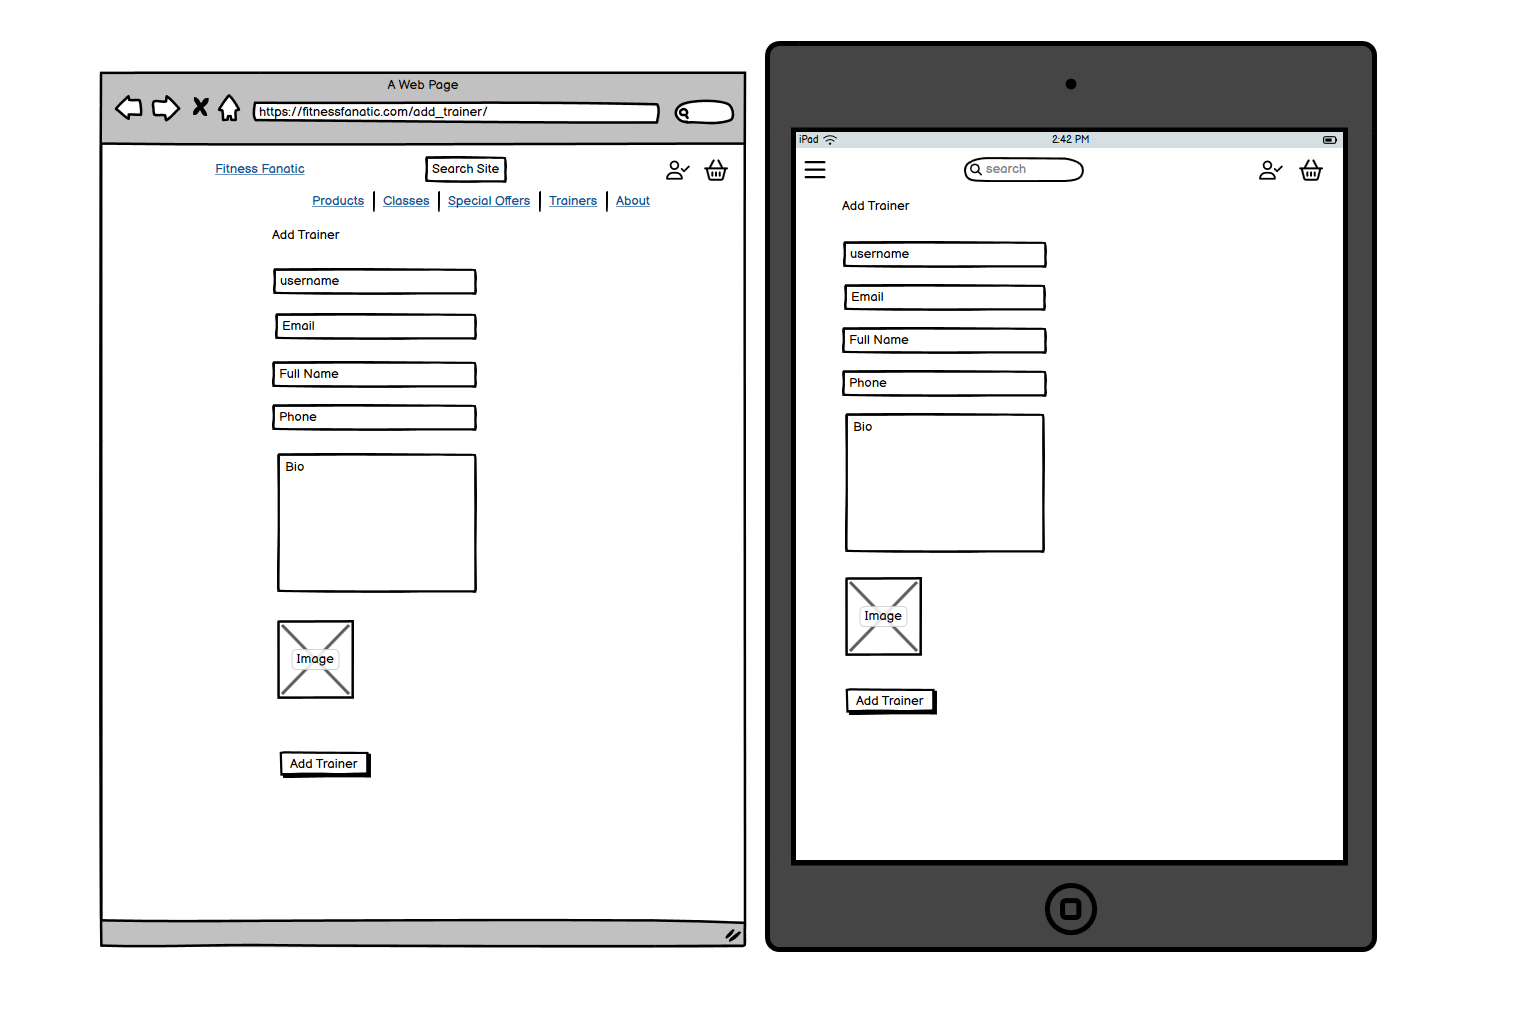 A Web Page
https://fitnessfanatic.com/add_trainer/
Fitness Fanatic
Search Site
Products
Classes
Special Offers
Trainers
About
Add Trainer
username
Email
Full Name
Phone
Bio
Image
Add Trainer
iPad
2:42 PM
search
Add Trainer
username
Email
Full Name
Phone
Bio
Image
Add Trainer